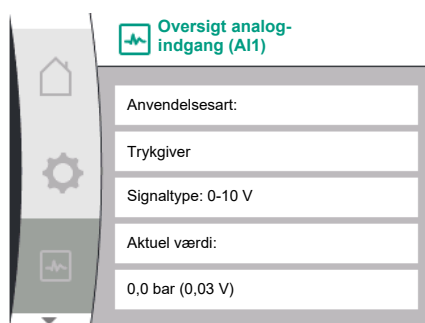 Oversigt analog-
indgang (AI1)
Anvendelsesart:
Trykgiver
Signaltype: 0-10 V
Aktuel værdi:
0,0 bar (0,03 V)